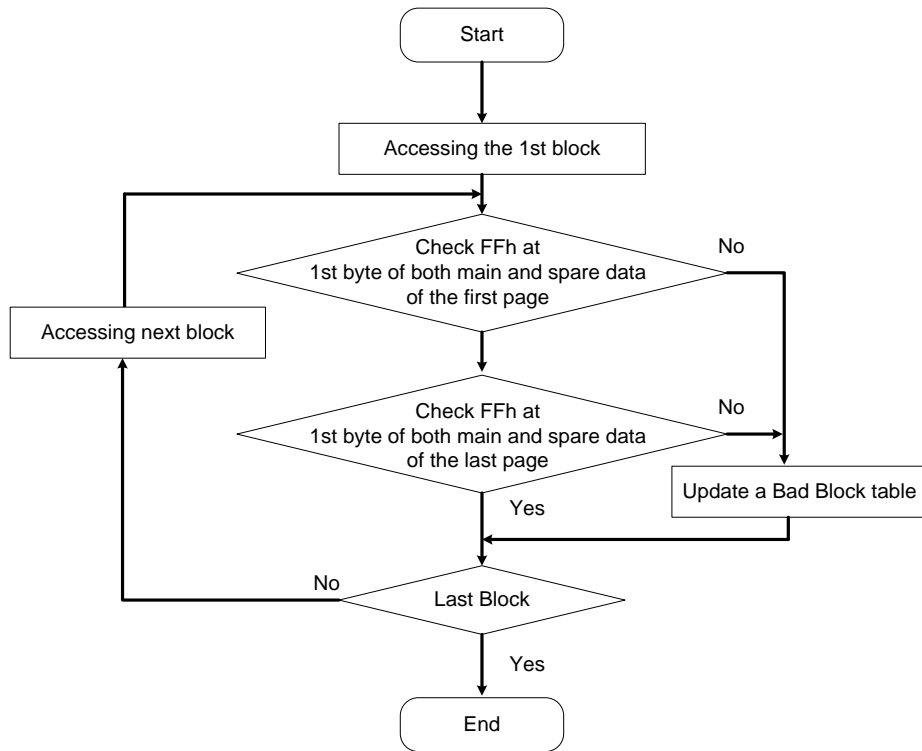 Start
Accessing the 1st block
Check FFh at
1st byte of both main and spare data
of the first page
No
Accessing next block
Check FFh at
1st byte of both main and spare data
of the last page
No
Update a Bad Block table
Yes
No
Last Block
Yes
End